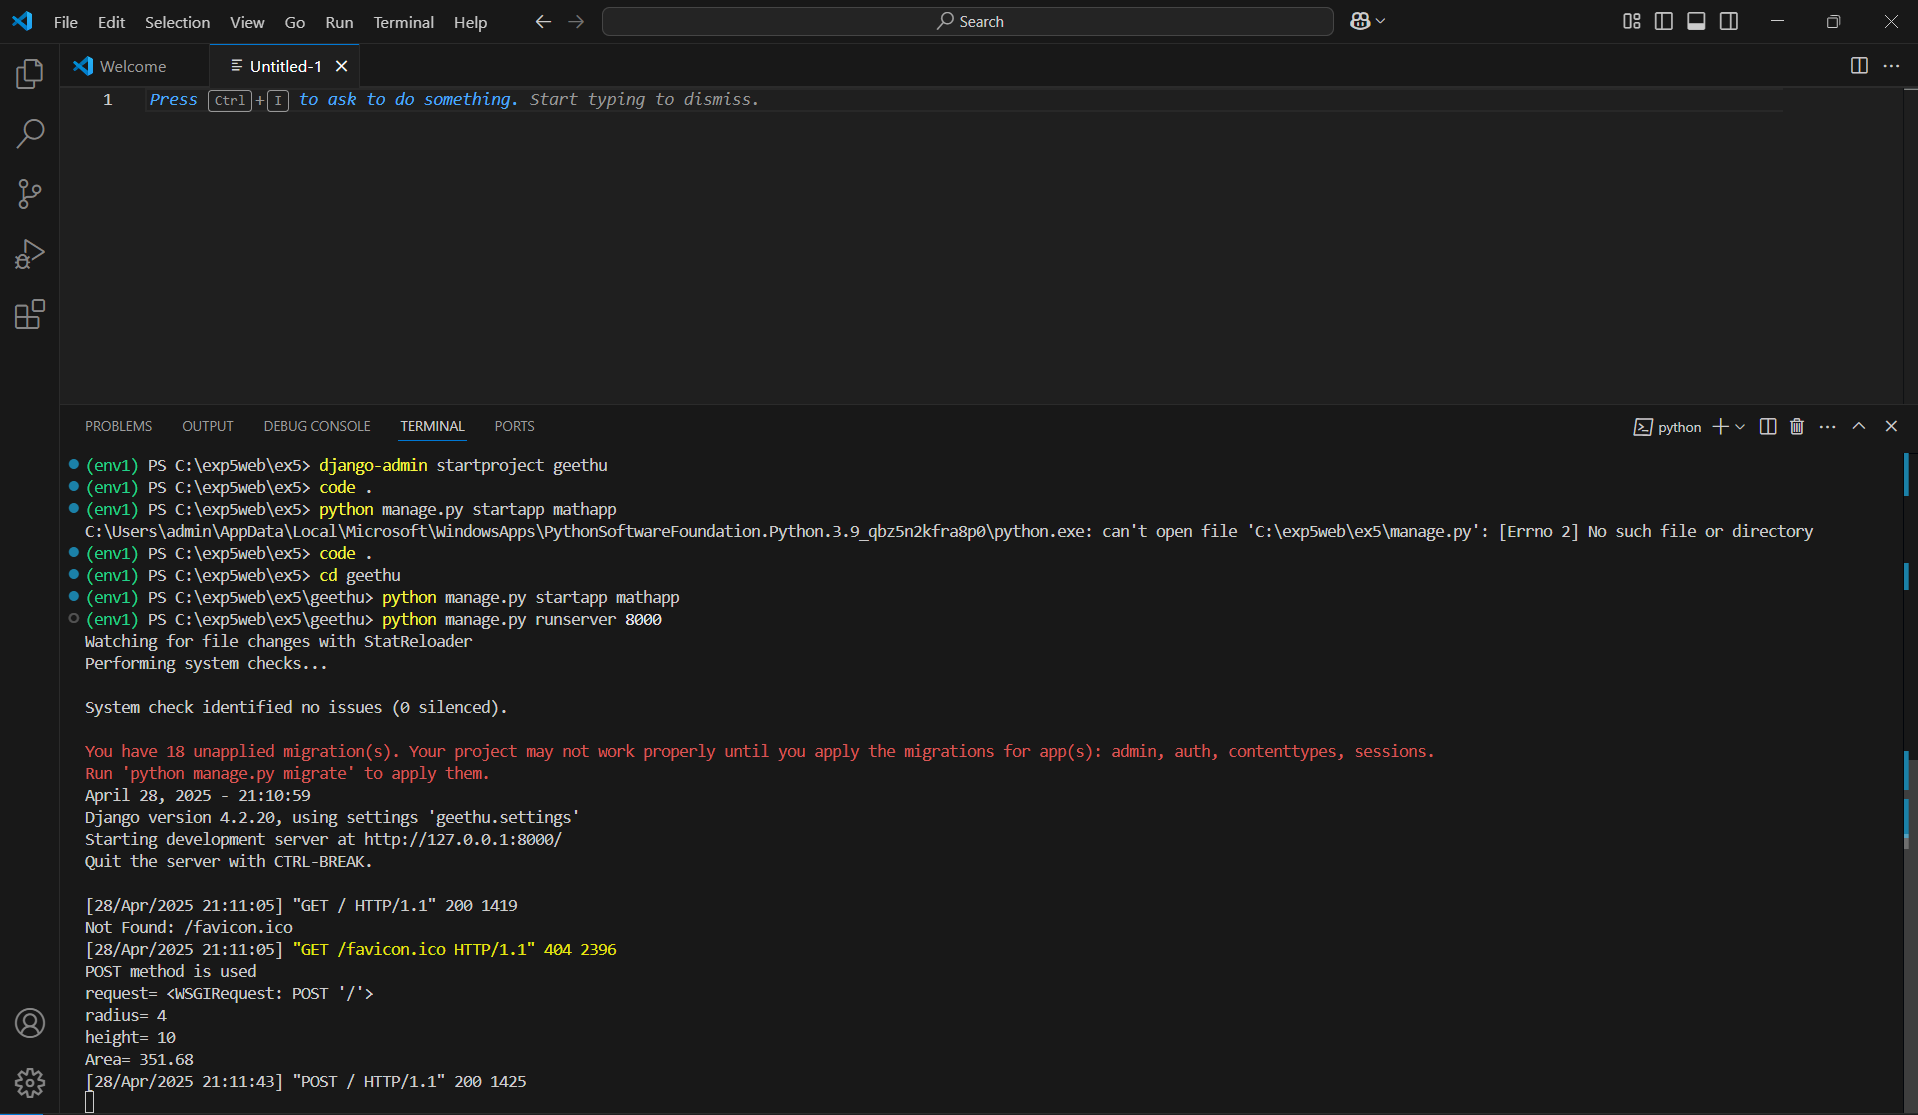 File Edit Selection View Go Run Terminal Help Search
Welcome Untitled-1
1 Press Ctrl+I to ask to do something. Start typing to dismiss.
PROBLEMS OUTPUT DEBUG CONSOLE TERMINAL PORTS python
(env1) PS C:\exp5web\ex5> django-admin startproject geethu
(env1) PS C:\exp5web\ex5> code .
(env1) PS C:\exp5web\ex5> python manage.py startapp mathapp
C:\Users\admin\AppData\Local\Microsoft\WindowsApps\PythonSoftwareFoundation.Python.3.9_qbz5n2kfra8p0\python.exe: can't open file 'C:\exp5web\ex5\manage.py': [Errno 2] No such file or directory
(env1) PS C:\exp5web\ex5> code .
(env1) PS C:\exp5web\ex5> cd geethu
(env1) PS C:\exp5web\ex5\geethu> python manage.py startapp mathapp
(env1) PS C:\exp5web\ex5\geethu> python manage.py runserver 8000
Watching for file changes with StatReloader
Performing system checks...
System check identified no issues (0 silenced).
You have 18 unapplied migration(s). Your project may not work properly until you apply the migrations for app(s): admin, auth, contenttypes, sessions.
Run 'python manage.py migrate' to apply them.
April 28, 2025 - 21:10:59
Django version 4.2.20, using settings 'geethu.settings'
Starting development server at http://127.0.0.1:8000/
Quit the server with CTRL-BREAK.
[28/Apr/2025 21:11:05] "GET / HTTP/1.1" 200 1419
Not Found: /favicon.ico
[28/Apr/2025 21:11:05] "GET /favicon.ico HTTP/1.1" 404 2396
POST method is used
request= <WSGIRequest: POST '/'>
radius= 4
height= 10
Area= 351.68
[28/Apr/2025 21:11:43] "POST / HTTP/1.1" 200 1425